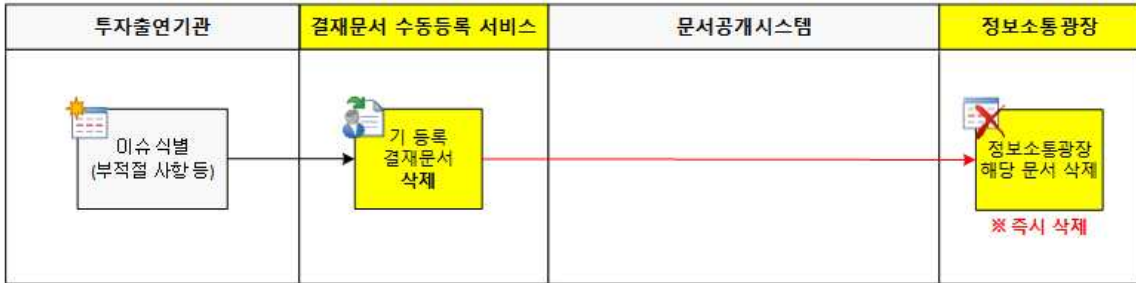 투자출연기관
결재문서 수동등록 서비스
문서공개시스템
정보소통광장
이슈 식별
(부적절 사항 등)
기 등록
결재문서
삭제
정보소통광장
해당 문서 삭제
※ 즉시 삭제